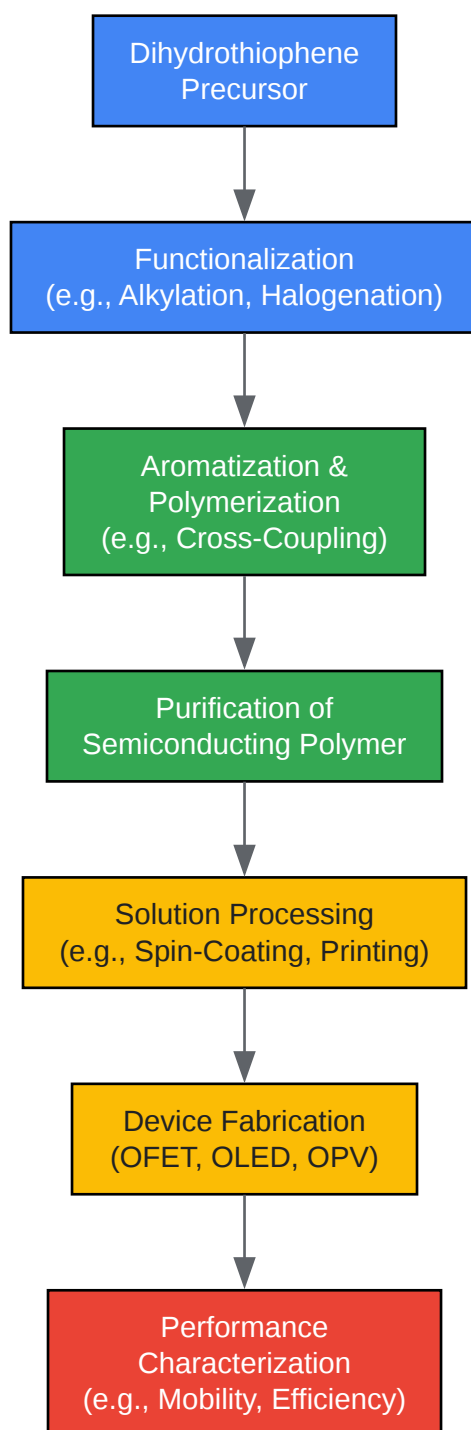 Dihydrothiophene
Precursor
Functionalization
(e.g., Alkylation, Halogenation)
Aromatization &
Polymerization
(e.g., Cross-Coupling)
Purification of
Semiconducting Polymer
Solution Processing
(e.g., Spin-Coating, Printing)
Device Fabrication
(OFET, OLED, OPV)
Performance
Characterization
(e.g., Mobility, Efficiency)